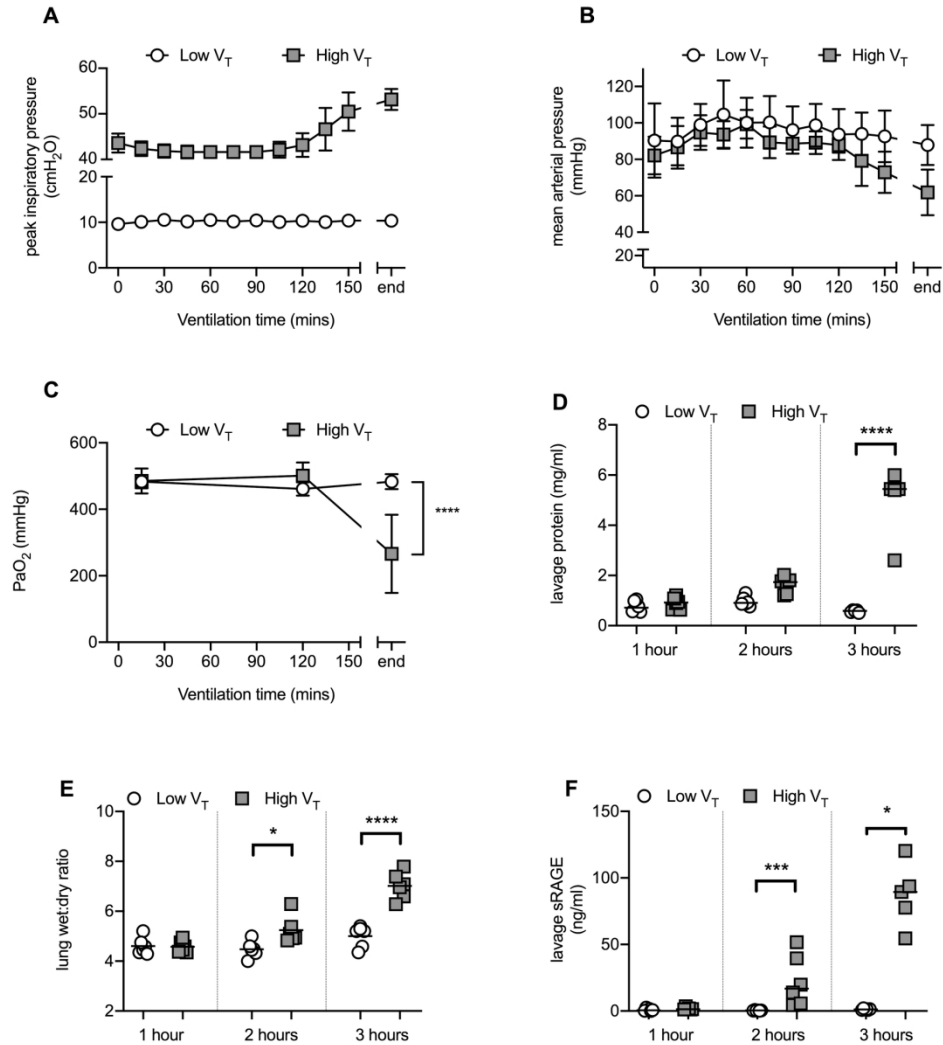 A
Low VT
High VT
peak inspiratory pressure
(cmH2O)
60
50
40
20
10
0
0
30
60
90
120
150
end
Ventilation time (mins)
B
Low VT
High VT
mean arterial pressure
(mmHg)
120
100
80
60
40
20
0
30
60
90
120
150
end
Ventilation time (mins)
C
Low VT
High VT
PaO2 (mmHg)
600
400
200
0
****
0
30
60
90
120
150
end
Ventilation time (mins)
D
Low VT
High VT
lavage protein (mg/ml)
8
6
4
2
0
****
1 hour
2 hours
3 hours
E
Low VT
High VT
lung wet:dry ratio
10
8
6
4
2
*
****
1 hour
2 hours
3 hours
F
Low VT
High VT
lavage sRAGE
(ng/ml)
150
100
50
0
***
*
1 hour
2 hours
3 hours